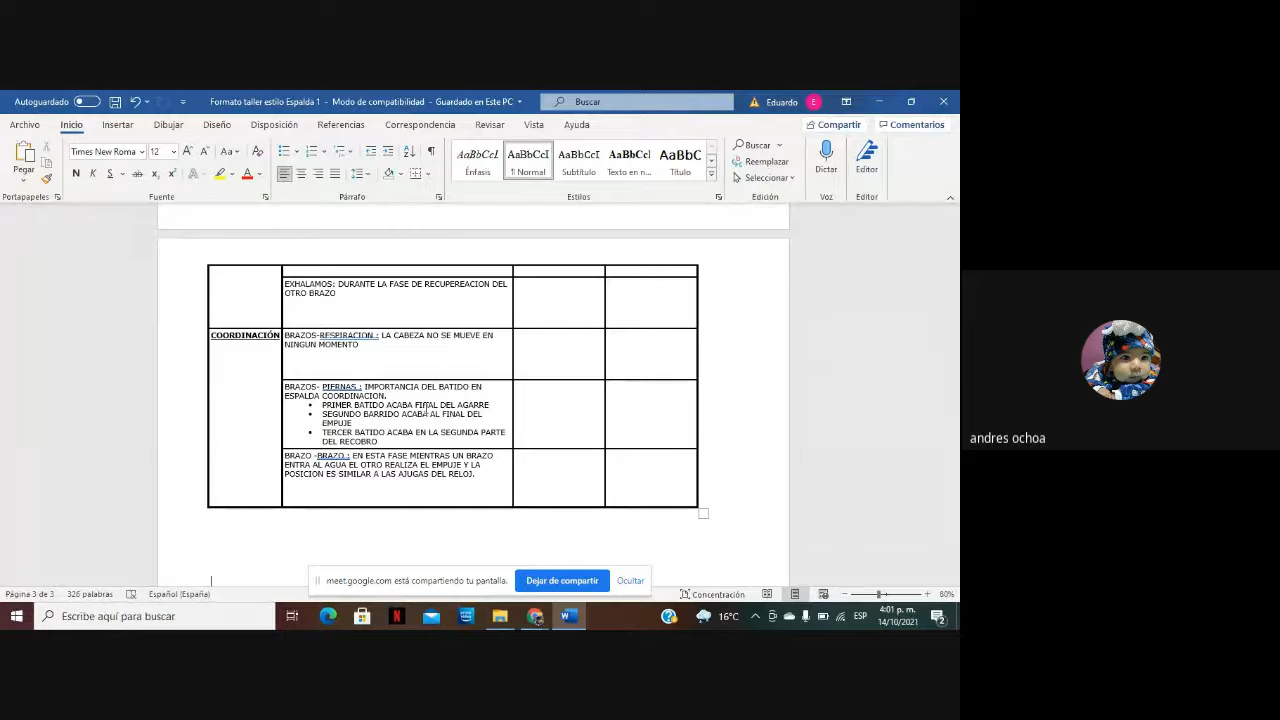 Autoguardado
Formato taller estilo Espalda 1 - Modo de compatibilidad - Guardado en Este PC
Buscar
Eduardo
E
Archivo Inicio Insertar Dibujar Diseño Disposición Referencias Correspondencia Revisar Vista Ayuda
Compartir Comentarios
Pegar
Times New Roma 12
N K S
AaBbCcI AaBbCcI AaBbCcI AaBbCcI AaBbC
Énfasis ¶ Normal Subtítulo Texto en n... Título
Buscar
Reemplazar
Seleccionar
Dictar
Editor
Portapapeles Fuente Párrafo Estilos Edición Voz Editor
EXHALAMOS: DURANTE LA FASE DE RECUPEREACION DEL
OTRO BRAZO
COORDINACIÓN
BRAZOS-RESPIRACION : LA CABEZA NO SE MUEVE EN
NINGUN MOMENTO
BRAZOS- PIERNAS : IMPORTANCIA DEL BATIDO EN
ESPALDA COORDINACION.
• PRIMER BATIDO ACABA FINAL DEL AGARRE
• SEGUNDO BARRIDO ACABA AL FINAL DEL
EMPUJE
• TERCER BATIDO ACABA EN LA SEGUNDA PARTE
DEL RECOBRO
BRAZO -BRAZO : EN ESTA FASE MIENTRAS UN BRAZO
ENTRA AL AGUA EL OTRO REALIZA EL EMPUJE Y LA
POSICION ES SIMILAR A LAS AJUGAS DEL RELOJ.
andres ochoa
meet.google.com está compartiendo tu pantalla. Dejar de compartir Ocultar
Página 3 de 3 326 palabras Español (España) Concentración 80%
Escribe aquí para buscar
16°C
ESP
4:01 p. m.
14/10/2021
2